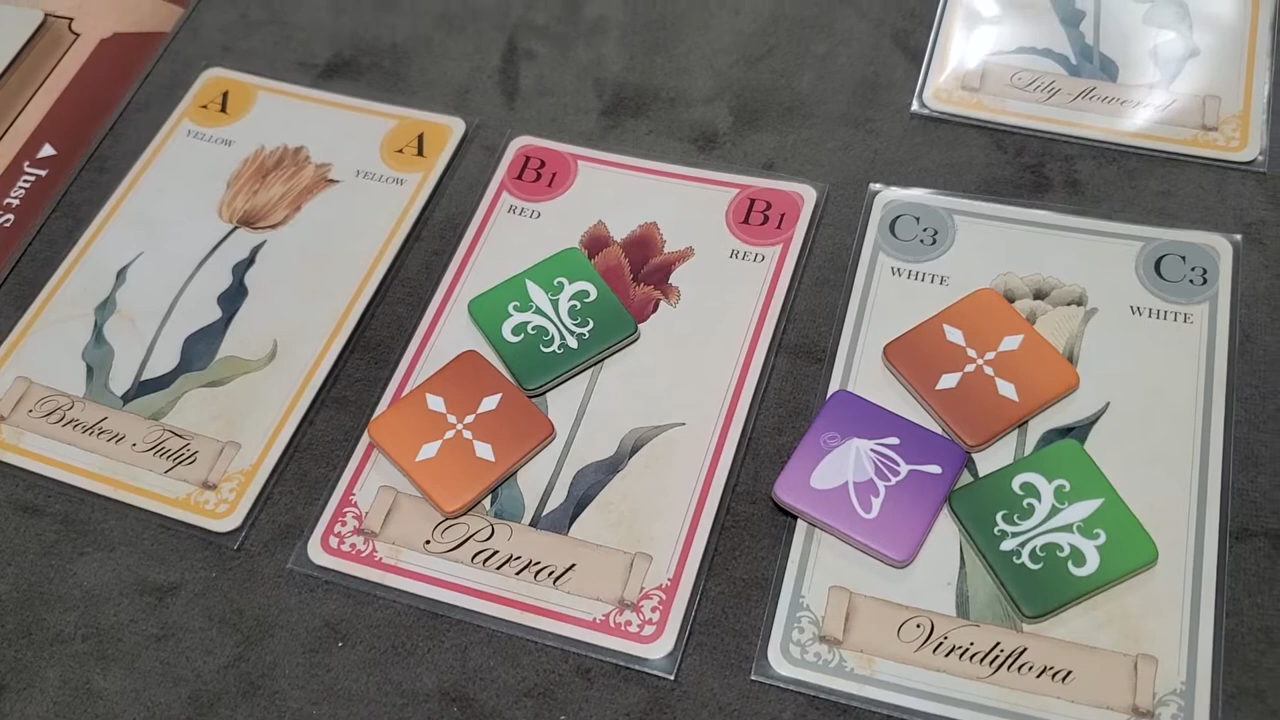 ▲Just S
A
A
YELLOW
YELLOW
Broken Tulip
B1
B1
RED
RED
Parrot
Lily-flowered
C3
C3
WHITE
WHITE
Viridiflora